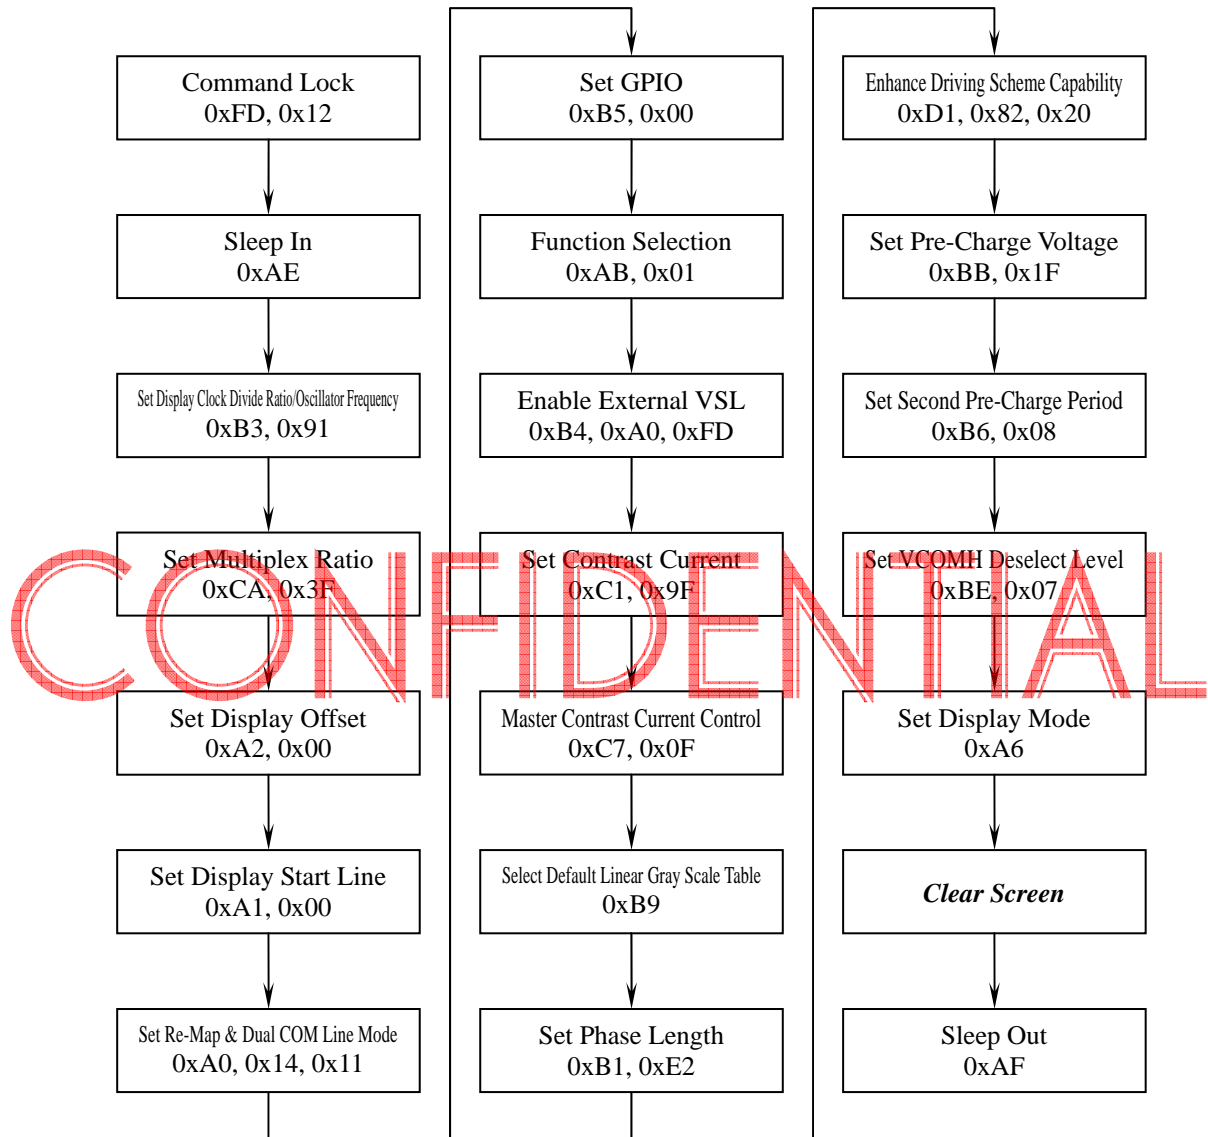 Command Lock
0xFD, 0x12
Sleep In
0xAE
Set Display Clock Divide Ratio/Oscillator Frequency
0xB3, 0x91
Set Multiplex Ratio
0xCA, 0x3F
Set Display Offset
0xA2, 0x00
Set Display Start Line
0xA1, 0x00
Set Re-Map & Dual COM Line Mode
0xA0, 0x14, 0x11
Set GPIO
0xB5, 0x00
Function Selection
0xAB, 0x01
Enable External VSL
0xB4, 0xA0, 0xFD
Set Contrast Current
0xC1, 0x9F
Master Contrast Current Control
0xC7, 0x0F
Select Default Linear Gray Scale Table
0xB9
Set Phase Length
0xB1, 0xE2
Enhance Driving Scheme Capability
0xD1, 0x82, 0x20
Set Pre-Charge Voltage
0xBB, 0x1F
Set Second Pre-Charge Period
0xB6, 0x08
Set VCOMH Deselect Level
0xBE, 0x07
Set Display Mode
0xA6
Clear Screen
Sleep Out
0xAF
CONFIDENTIAL